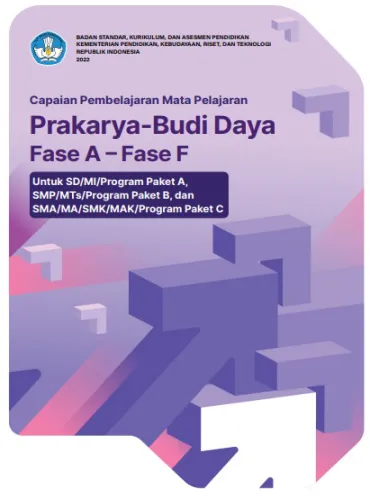 BADAN STANDAR, KURIKULUM, DAN ASESMEN PENDIDIKAN
KEMENTERIAN PENDIDIKAN, KEBUDAYAAN, RISET, DAN TEKNOLOGI
REPUBLIK INDONESIA
2022
Capaian Pembelajaran Mata Pelajaran
Prakarya-Budi Daya
Fase A – Fase F
Untuk SD/MI/Program Paket A,
SMP/MTs/Program Paket B, dan
SMA/MA/SMK/MAK/Program Paket C